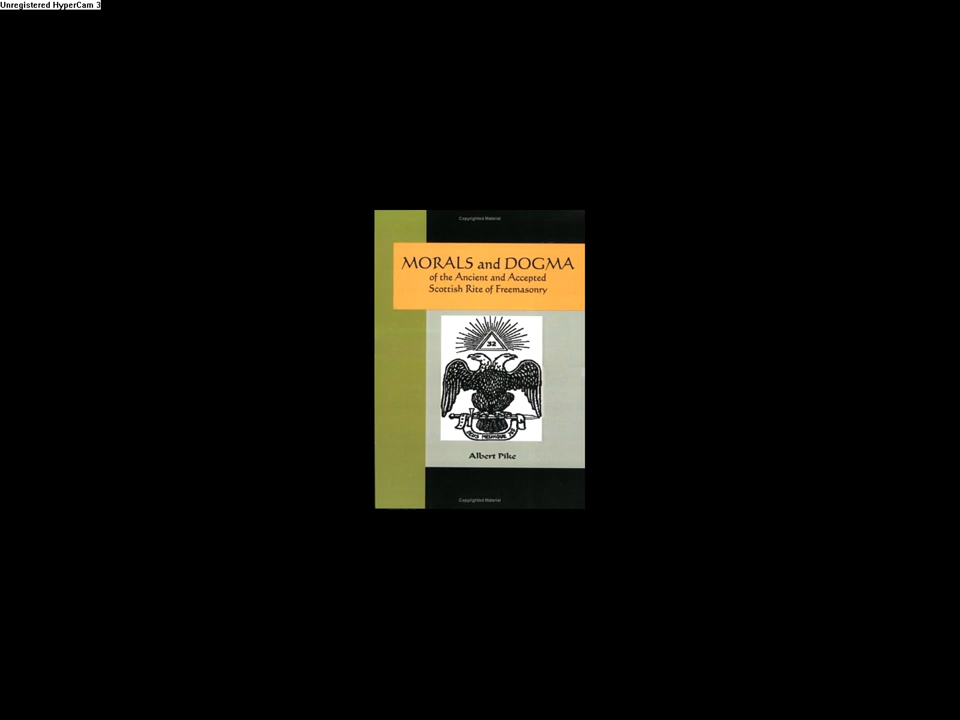 Unregistered HyperCam 3
Copyrighted Material
MORALS and DOGMA
of the Ancient and Accepted
Scottish Rite of Freemasonry
32
Albert Pike
Copyrighted Material